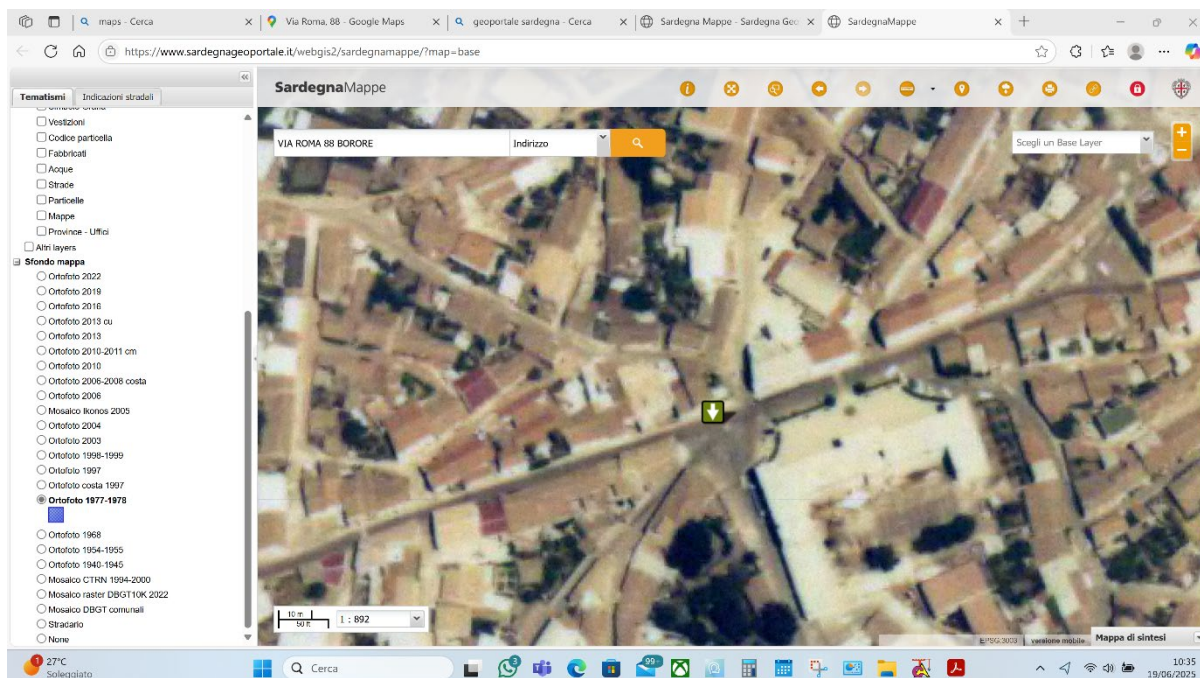 maps - Cerca
Via Roma, 88 - Google Maps
geoportale sardegna - Cerca
Sardegna Mappe - Sardegna Geo
SardegnaMappe
https://www.sardegnageoportale.it/webgis2/sardegnamappe/?map=base
Tematismi
Indicazioni stradali
SardegnaMappe
VIA ROMA 88 BORORE
Indirizzo
Scegli un Base Layer
+
−
Vestizioni
Codice particella
Fabbricati
Acque
Strade
Particelle
Mappe
Province - Uffici
Altri layers
Sfondo mappa
Ortofoto 2022
Ortofoto 2019
Ortofoto 2016
Ortofoto 2013 cu
Ortofoto 2013
Ortofoto 2010-2011 cm
Ortofoto 2010
Ortofoto 2006-2008 costa
Ortofoto 2006
Mosaico Ikonos 2005
Ortofoto 2004
Ortofoto 2003
Ortofoto 1998-1999
Ortofoto 1997
Ortofoto costa 1997
Ortofoto 1977-1978
Ortofoto 1968
Ortofoto 1954-1955
Ortofoto 1940-1945
Mosaico CTRN 1994-2000
Mosaico raster DBGT10K 2022
Mosaico DBGT comunali
Stradario
None
10 m
50 ft
1 : 892
EPSG:3003
versione mobile
Mappa di sintesi
1
27°C
Soleggiato
Cerca
3
99+
10:35
19/06/2025